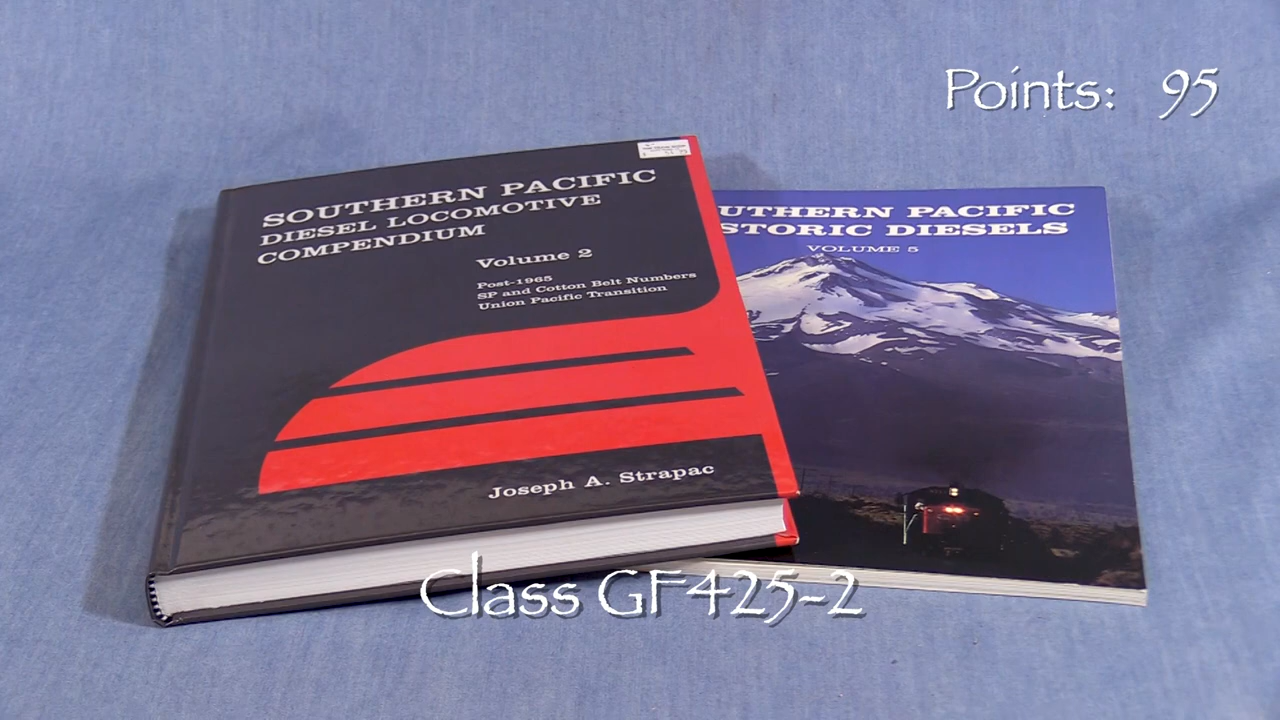 Points: 95
SOUTHERN PACIFIC
DIESEL LOCOMOTIVE
COMPENDIUM
Volume 2
Post-1965
SP and Cotton Belt Numbers
Union Pacific Transition
Joseph A. Strapac
UTHERN PACIFIC
STORIC DIESELS
VOLUME 5
Class GF425-2